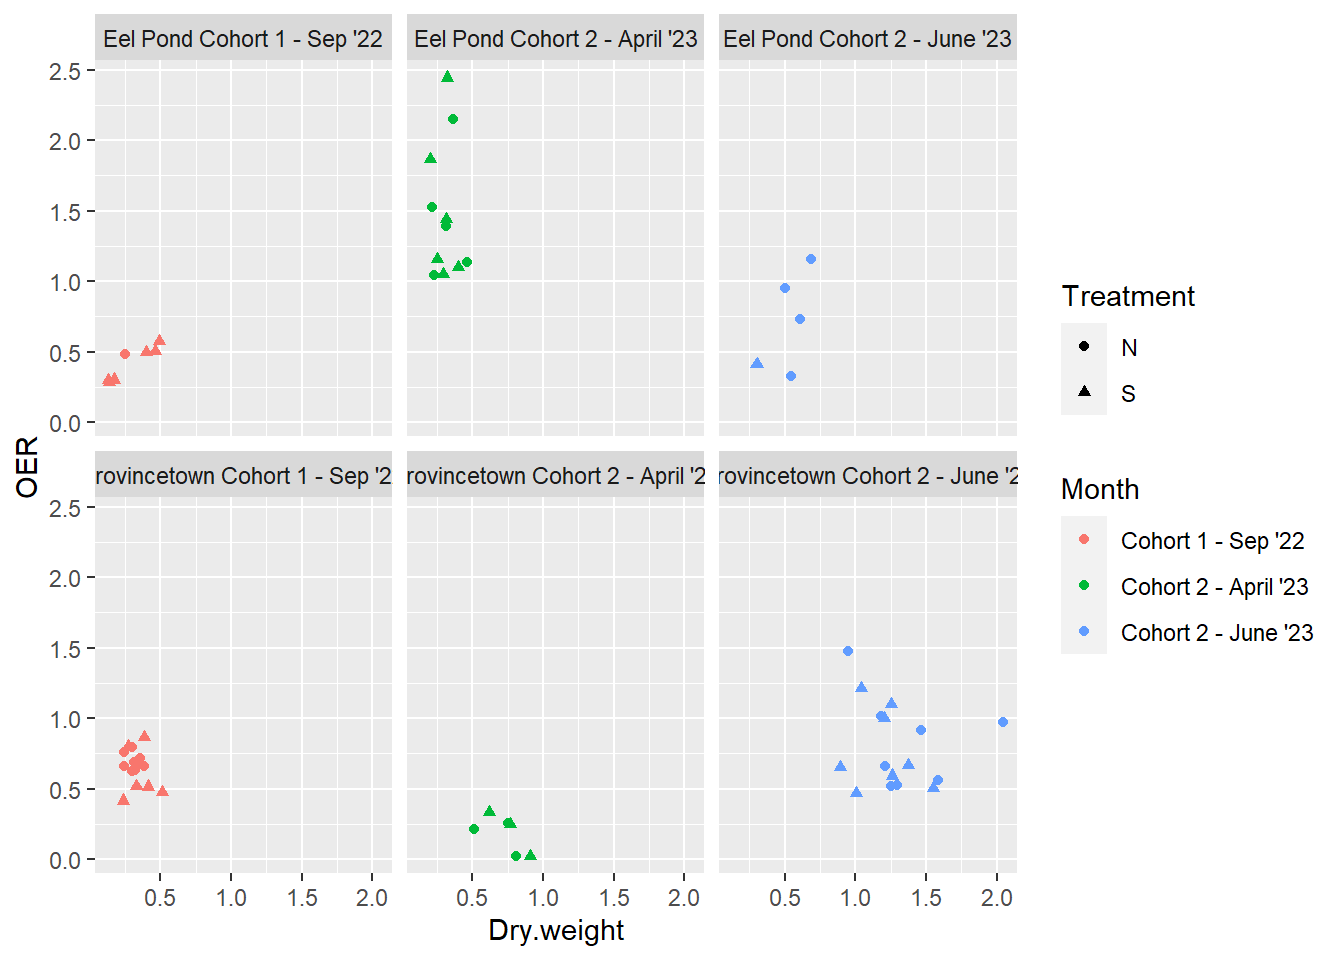 Eel Pond Cohort 1 - Sep '22
Eel Pond Cohort 2 - April '23
Eel Pond Cohort 2 - June '23
2.5
2.0
1.5
1.0
0.5
0.0
OER
rovincetown Cohort 1 - Sep '2
rovincetown Cohort 2 - April '2
rovincetown Cohort 2 - June '2
2.5
2.0
1.5
1.0
0.5
0.0
0.5 1.0 1.5 2.0
0.5 1.0 1.5 2.0
0.5 1.0 1.5 2.0
Dry.weight
Treatment
N
S
Month
Cohort 1 - Sep '22
Cohort 2 - April '23
Cohort 2 - June '23